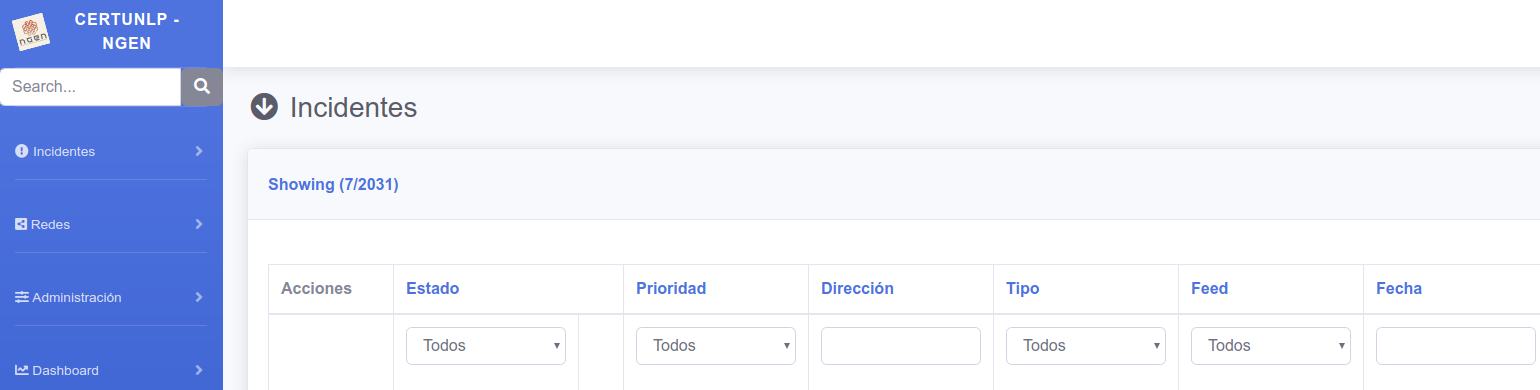 CERTUNLP -
NGEN
ngen
Search...
Incidentes
Redes
Administración
Dashboard
Incidentes
Showing (7/2031)
Acciones Estado Prioridad Dirección Tipo Feed Fecha
Todos Todos Todos Todos